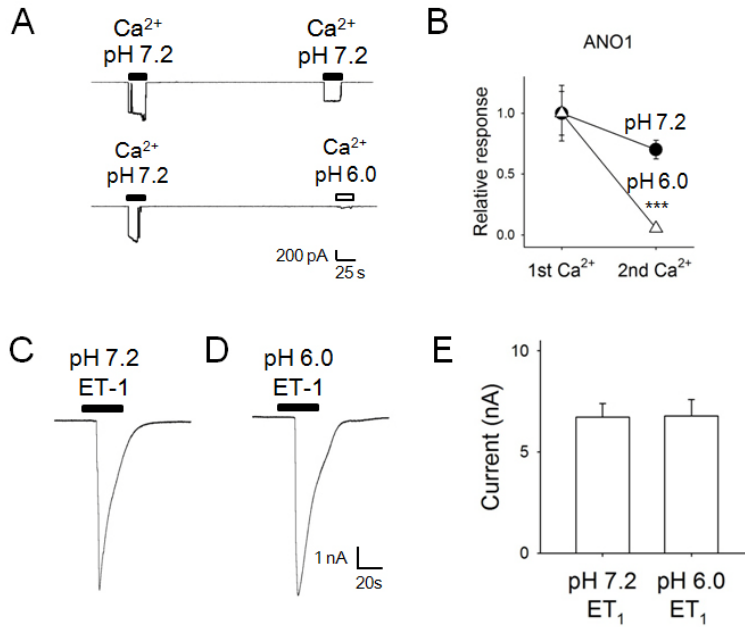 A
Ca²⁺ Ca²⁺
pH 7.2 pH 7.2
Ca²⁺ Ca²⁺
pH 7.2 pH 6.0
200 pA
25 s
B
ANO1
Relative response
1.0
0.5
0.0
pH 7.2
pH 6.0
***
1st Ca²⁺ 2nd Ca²⁺
C
pH 7.2
ET-1
D
pH 6.0
ET-1
1 nA
20s
E
Current (nA)
10
5
0
pH 7.2 pH 6.0
ET₁ ET₁